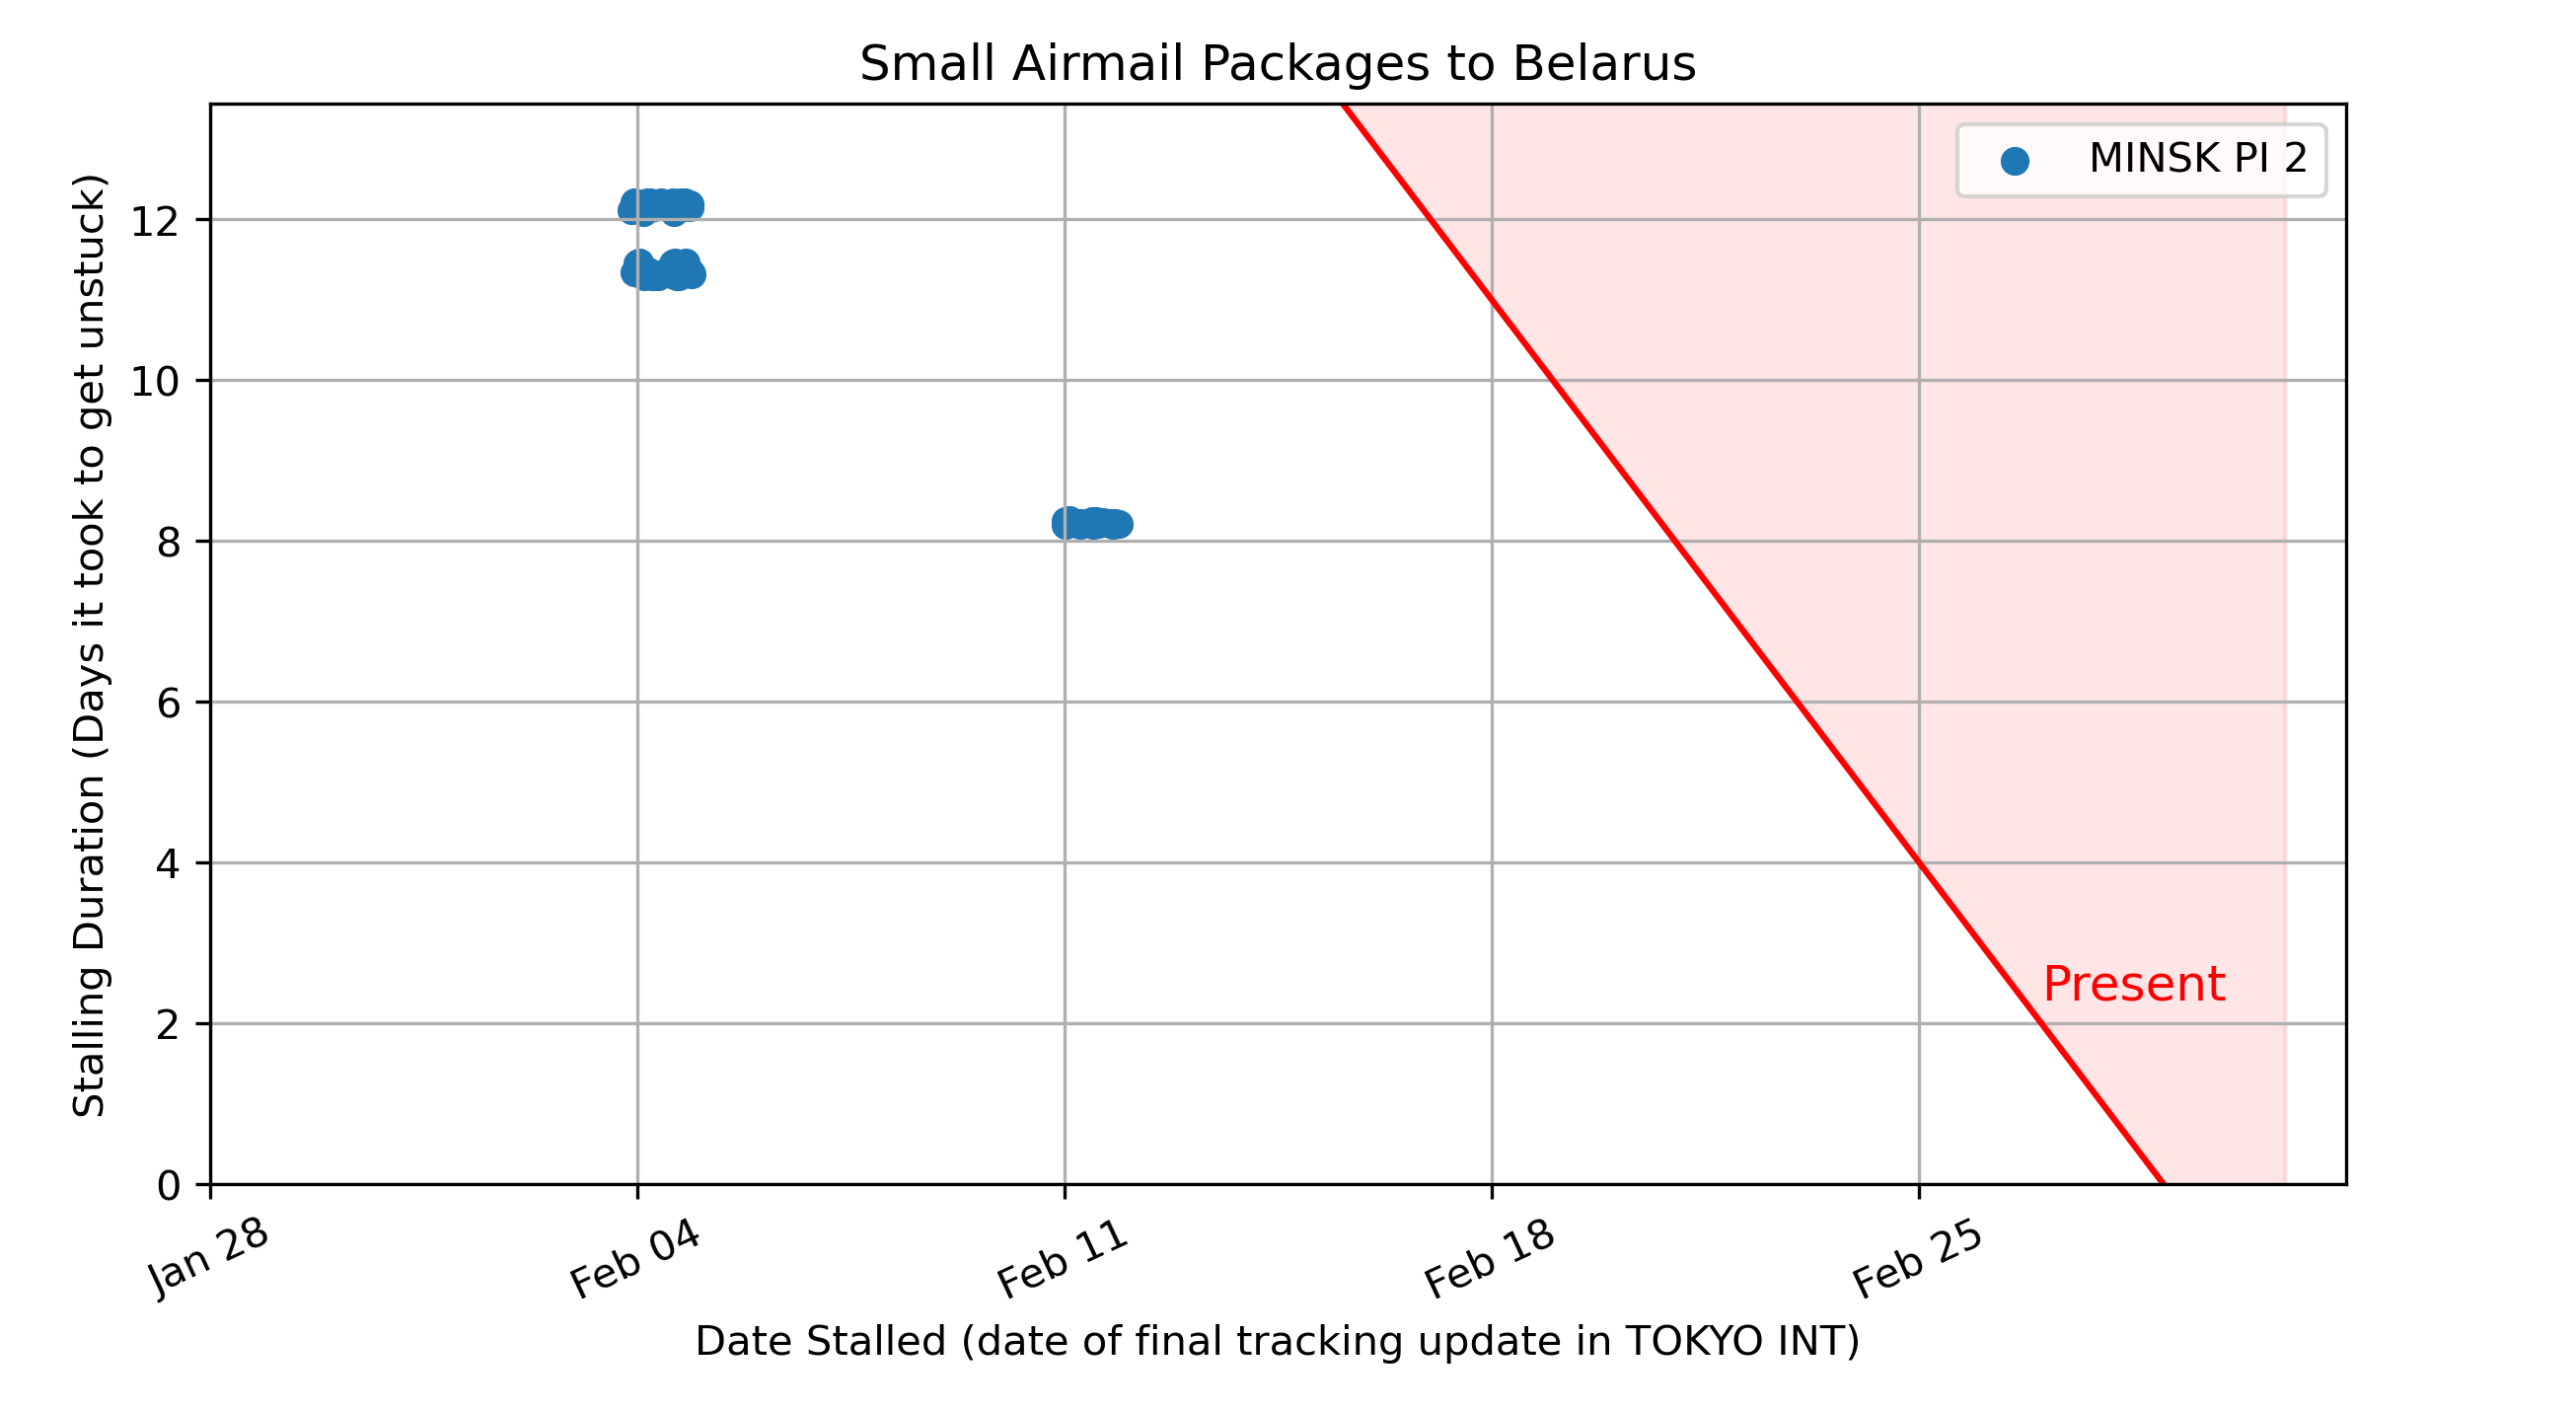 Small Airmail Packages to Belarus
MINSK PI 2
Stalling Duration (Days it took to get unstuck)
12
10
8
6
4
2
0
Present
Jan 28
Feb 04
Feb 11
Feb 18
Feb 25
Date Stalled (date of final tracking update in TOKYO INT)